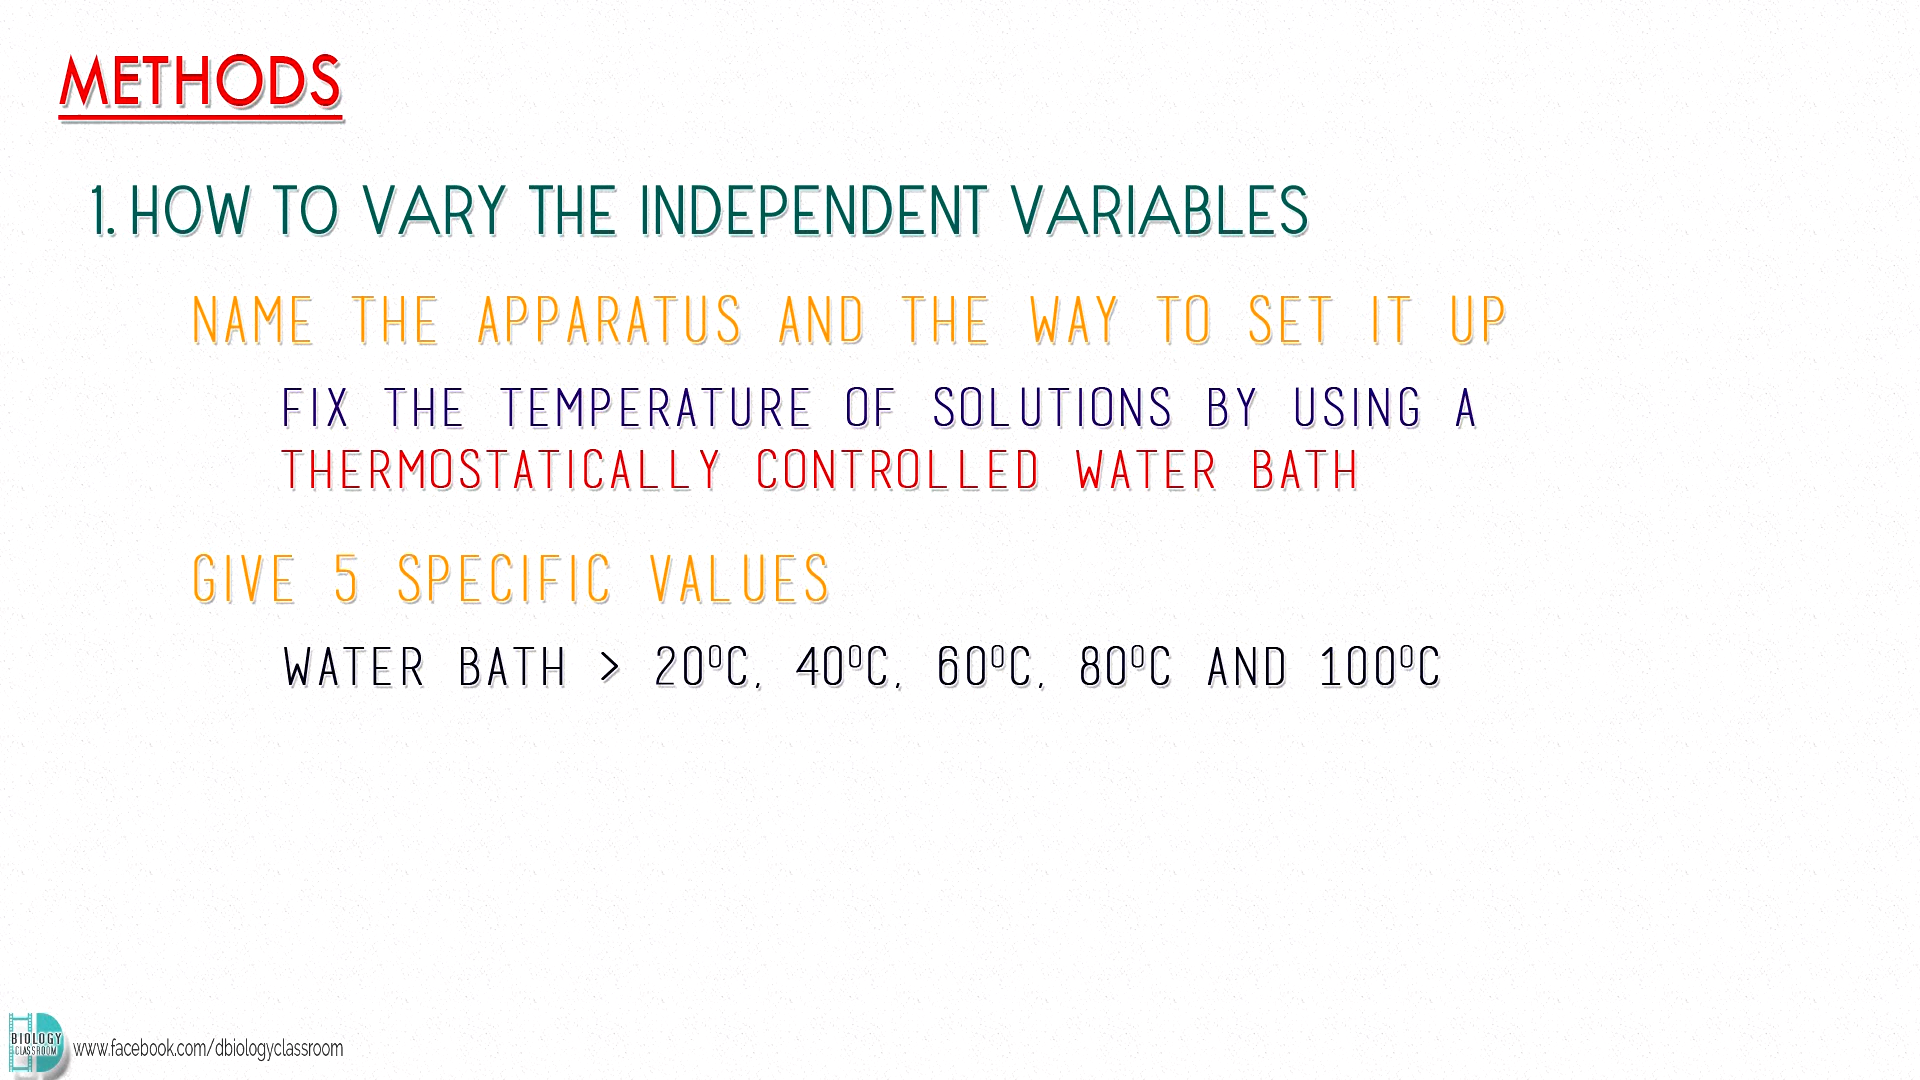 METHODS
1. HOW TO VARY THE INDEPENDENT VARIABLES
NAME THE APPARATUS AND THE WAY TO SET IT UP
FIX THE TEMPERATURE OF SOLUTIONS BY USING A
THERMOSTATICALLY CONTROLLED WATER BATH
GIVE 5 SPECIFIC VALUES
WATER BATH > 20⁰C, 40⁰C, 60⁰C, 80⁰C AND 100⁰C
BIOLOGY
CLASSROOM
www.facebook.com/dbiologyclassroom